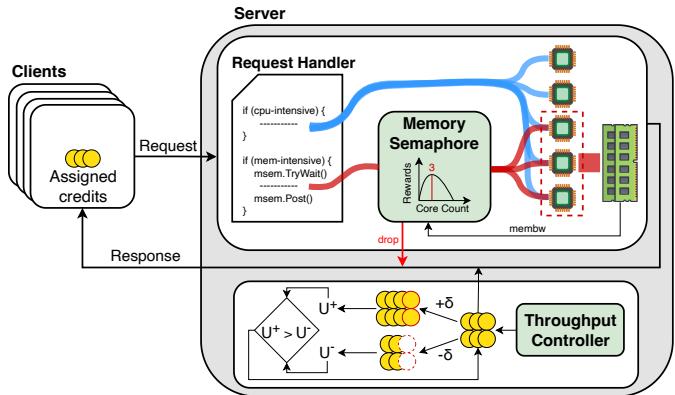 Server
Clients
Assigned
credits
Request
Response
Request Handler
if (cpu-intensive) {
-----------
}
if (mem-intensive) {
msem.TryWait()
-----------
msem.Post()
}
Memory
Semaphore
Rewards
3
Core Count
drop
membw
U⁺ > U⁻
U⁺
U⁻
+δ
-δ
Throughput
Controller